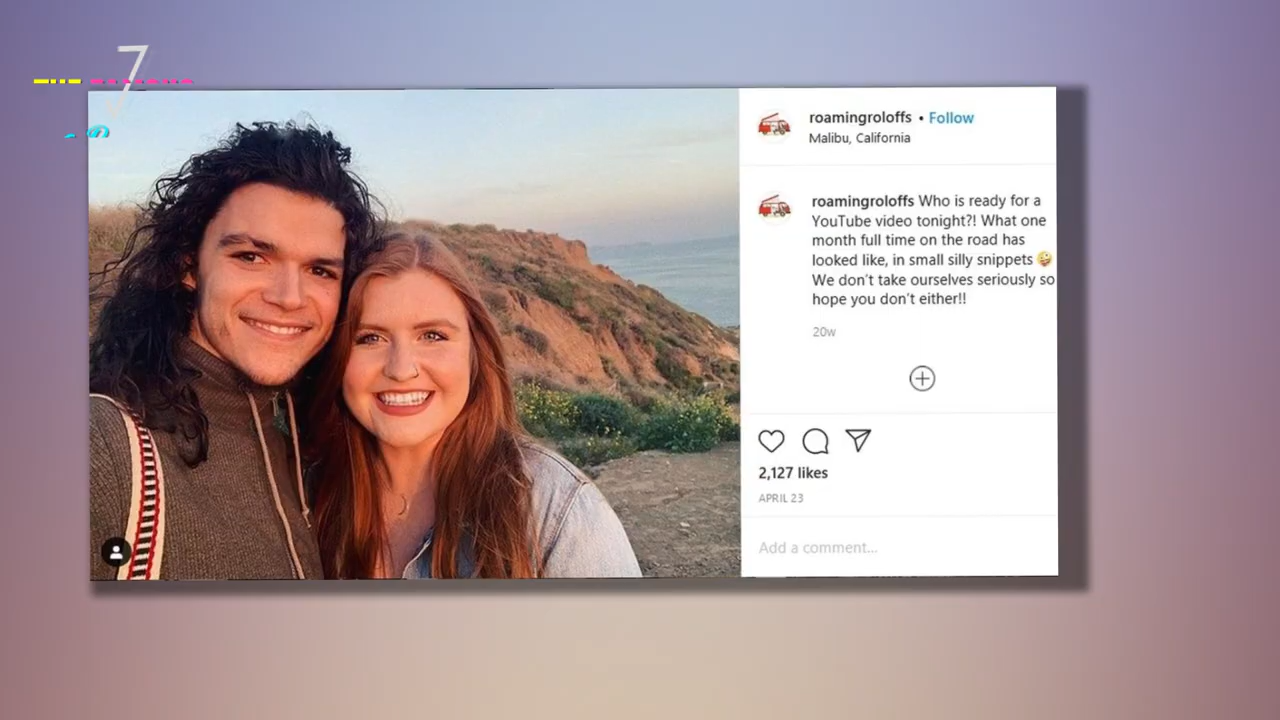 7
roamingroloffs • Follow
Malibu, California
roamingroloffs Who is ready for a
YouTube video tonight?! What one
month full time on the road has
looked like, in small silly snippets 🤪
We don't take ourselves seriously so
hope you don't either!!
20w
2,127 likes
APRIL 23
Add a comment...